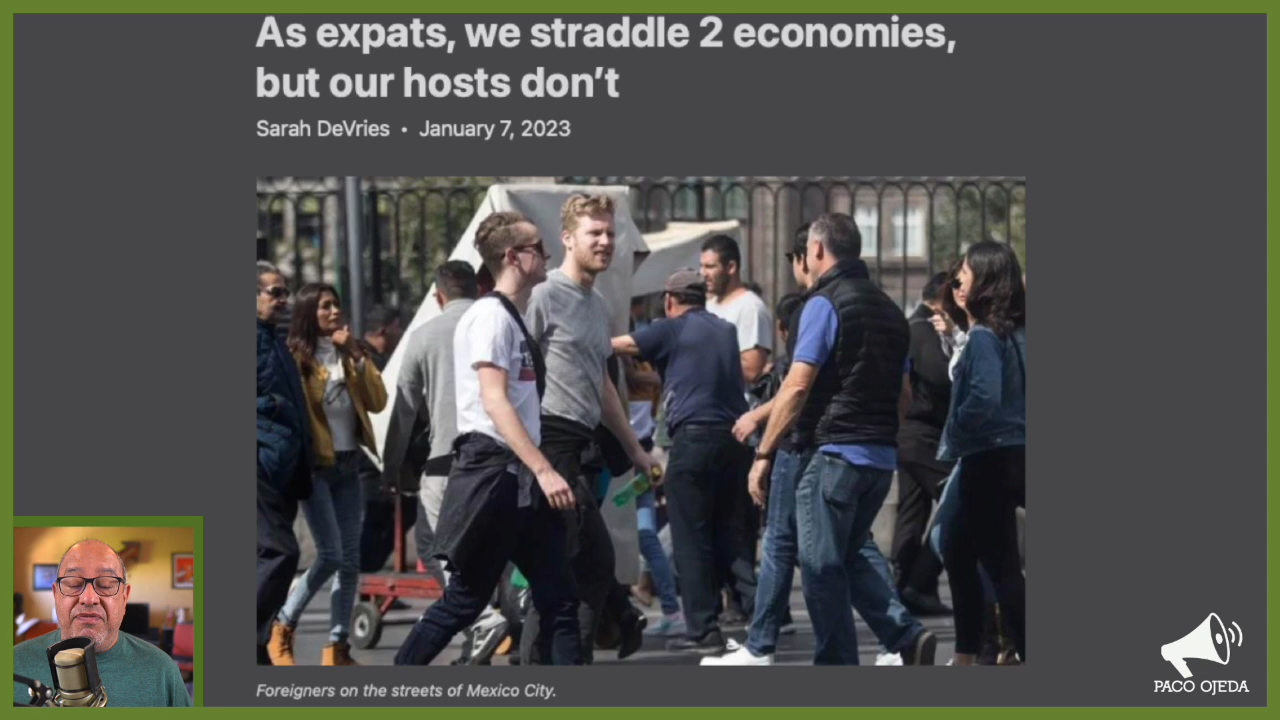 As expats, we straddle 2 economies,
but our hosts don’t
Sarah DeVries • January 7, 2023
Foreigners on the streets of Mexico City.
PACO OJEDA